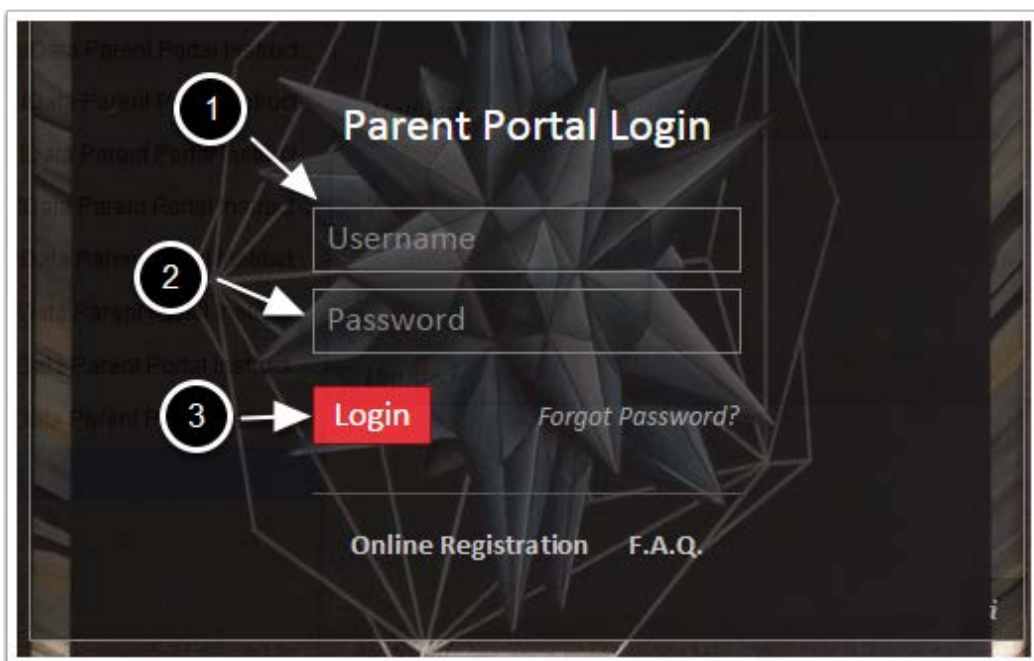 1
Parent Portal Login
Username
2
Password
3
Login
Forgot Password?
Online Registration
F.A.Q.
i